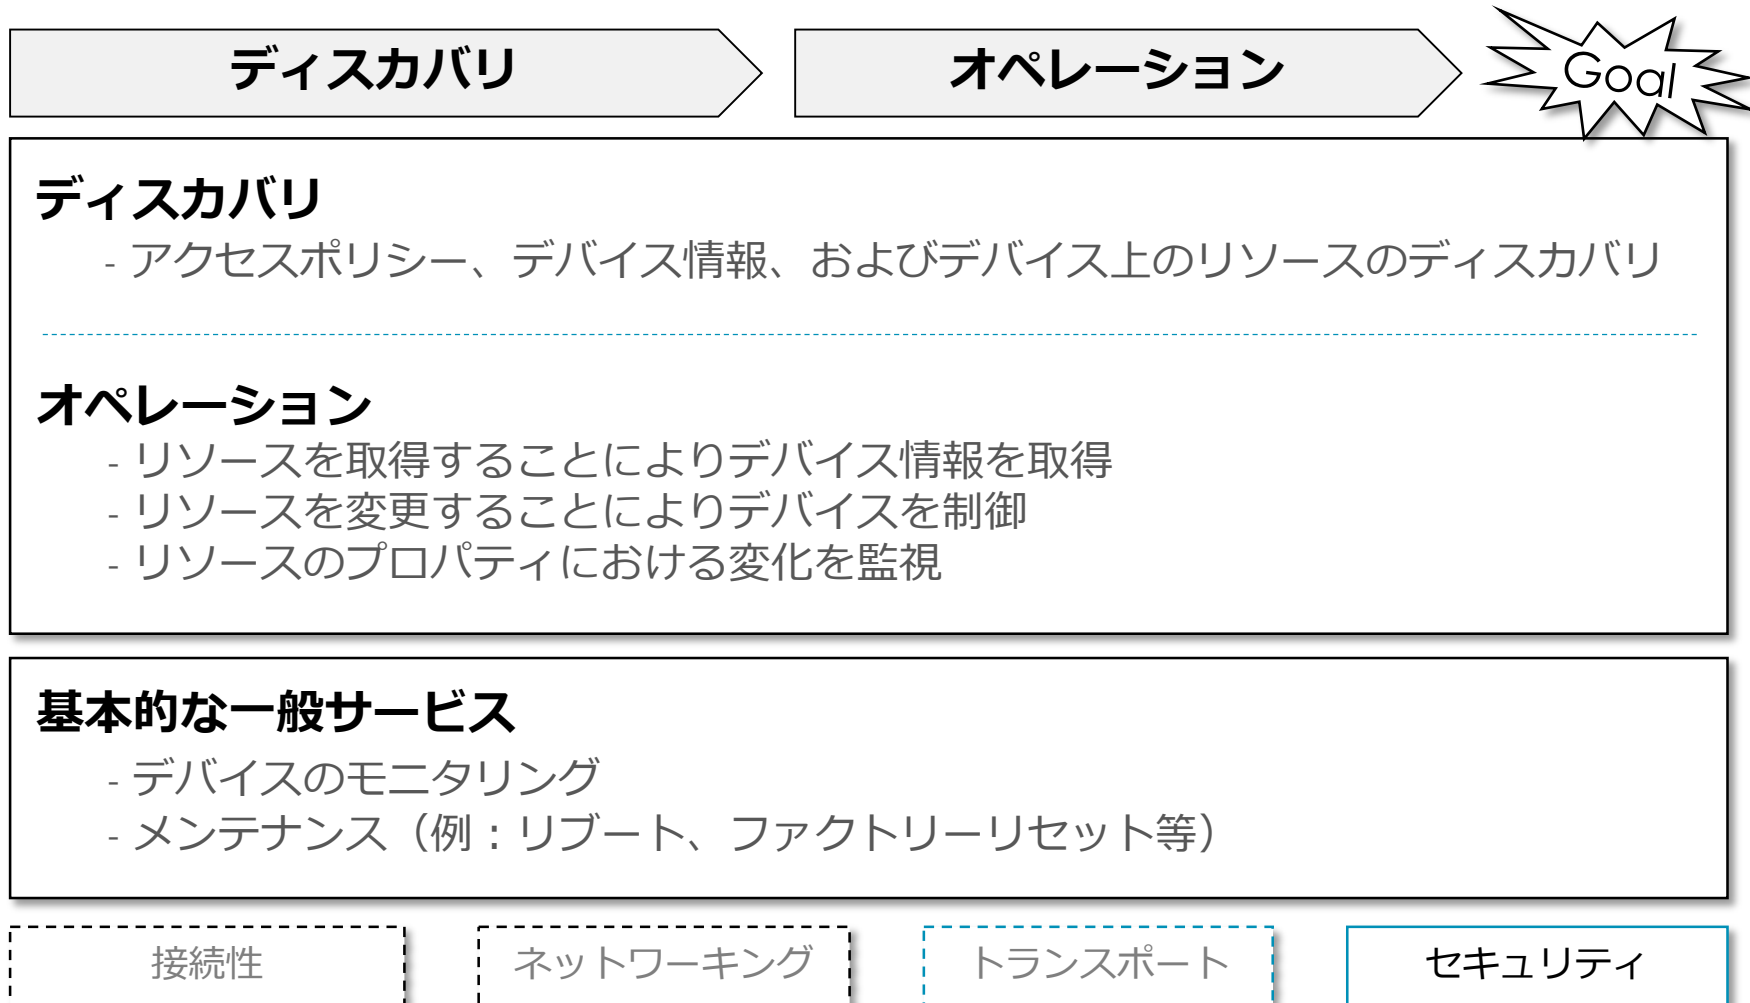 ディスカバリ
オペレーション
Goal
ディスカバリ
- アクセスポリシー、デバイス情報、およびデバイス上のリソースのディスカバリ
オペレーション
- リソースを取得することによりデバイス情報を取得
- リソースを変更することによりデバイスを制御
- リソースのプロパティにおける変化を監視
基本的な一般サービス
- デバイスのモニタリング
- メンテナンス（例：リブート、ファクトリーリセット等）
接続性
ネットワーキング
トランスポート
セキュリティ